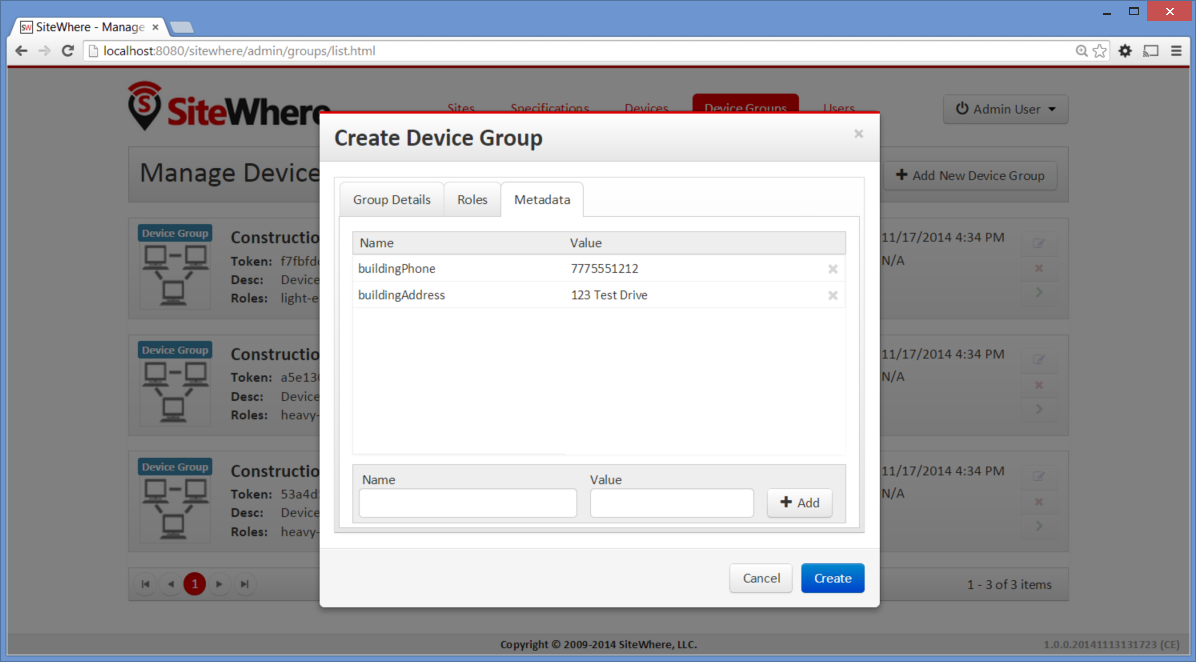 SiteWhere - Manage
localhost:8080/sitewhere/admin/groups/list.html
SiteWhere
Sites Specifications Devices Device Groups Users
Admin User
Manage Device
Add New Device Group
Create Device Group
Group Details Roles Metadata
Name Value
buildingPhone 7775551212
buildingAddress 123 Test Drive
Name Value
Add
Cancel Create
Device Group
Constructio
Token: f7fbfd
Desc: Device
Roles: light-e
11/17/2014 4:34 PM
N/A
Device Group
Constructio
Token: a5e13
Desc: Device
Roles: heavy-
11/17/2014 4:34 PM
N/A
Device Group
Constructio
Token: 53a4d
Desc: Device
Roles: heavy-
11/17/2014 4:34 PM
N/A
1
1 - 3 of 3 items
Copyright © 2009-2014 SiteWhere, LLC.
1.0.0.20141113131723 (CE)